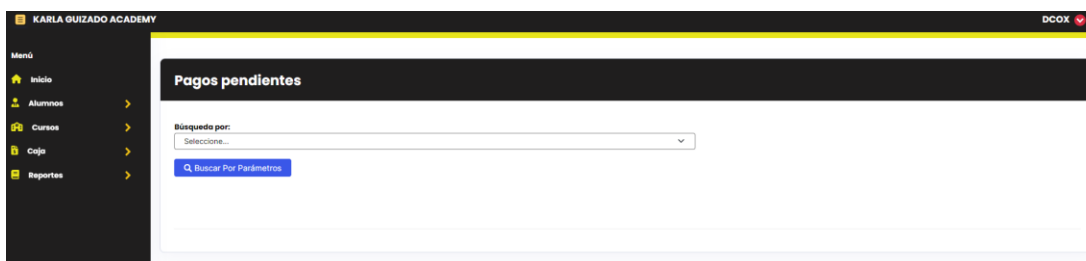 KARLA GUIZADO ACADEMY
DCOX
Menú
Inicio
Alumnos
Cursos
Caja
Reportes
Pagos pendientes
Búsqueda por:
Seleccione...
Buscar Por Parámetros